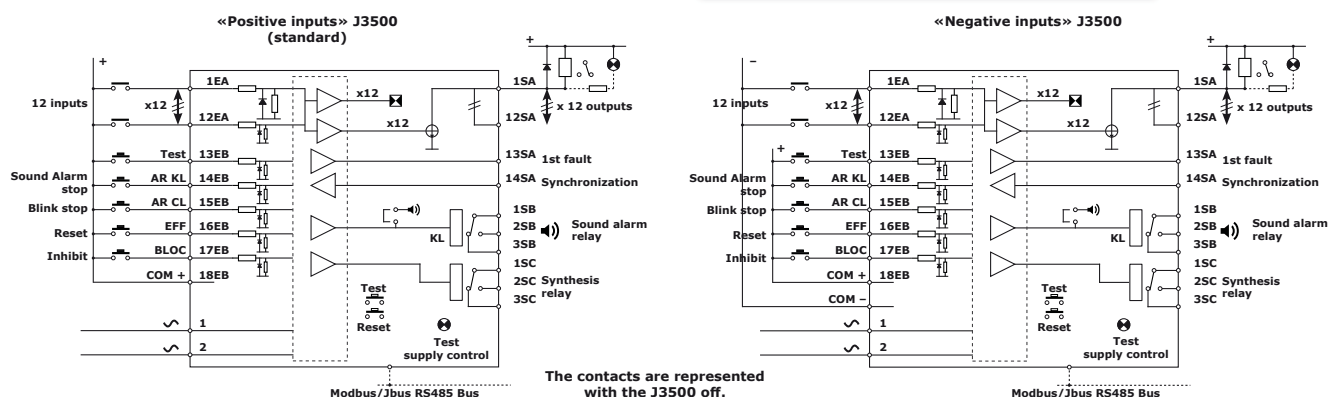 «Positive inputs» J3500
(standard)
+
+
1EA
1SA
12 inputs
x12
x12
x 12 outputs
12EA
x12
12SA
Test
13EB
13SA
1st fault
Sound Alarm
stop
AR KL
14EB
14SA
Synchronization
Blink stop
AR CL
15EB
1SB
Reset
EFF
16EB
KL
2SB
Sound alarm
relay
3SB
Inhibit
BLOC
17EB
1SC
COM +
18EB
Test
2SC
Synthesis
relay
3SC
Reset
1
Test
supply control
2
Modbus/Jbus RS485 Bus
The contacts are represented
with the J3500 off.
«Negative inputs» J3500
–
+
1EA
1SA
12 inputs
x12
x12
x 12 outputs
12EA
x12
12SA
+
Test
13EB
13SA
1st fault
Sound Alarm
stop
AR KL
14EB
14SA
Synchronization
Blink stop
AR CL
15EB
1SB
Reset
EFF
16EB
KL
2SB
Sound alarm
relay
3SB
Inhibit
BLOC
17EB
1SC
COM +
18EB
Test
2SC
Synthesis
relay
COM –
3SC
Reset
1
Test
supply control
2
Modbus/Jbus RS485 Bus